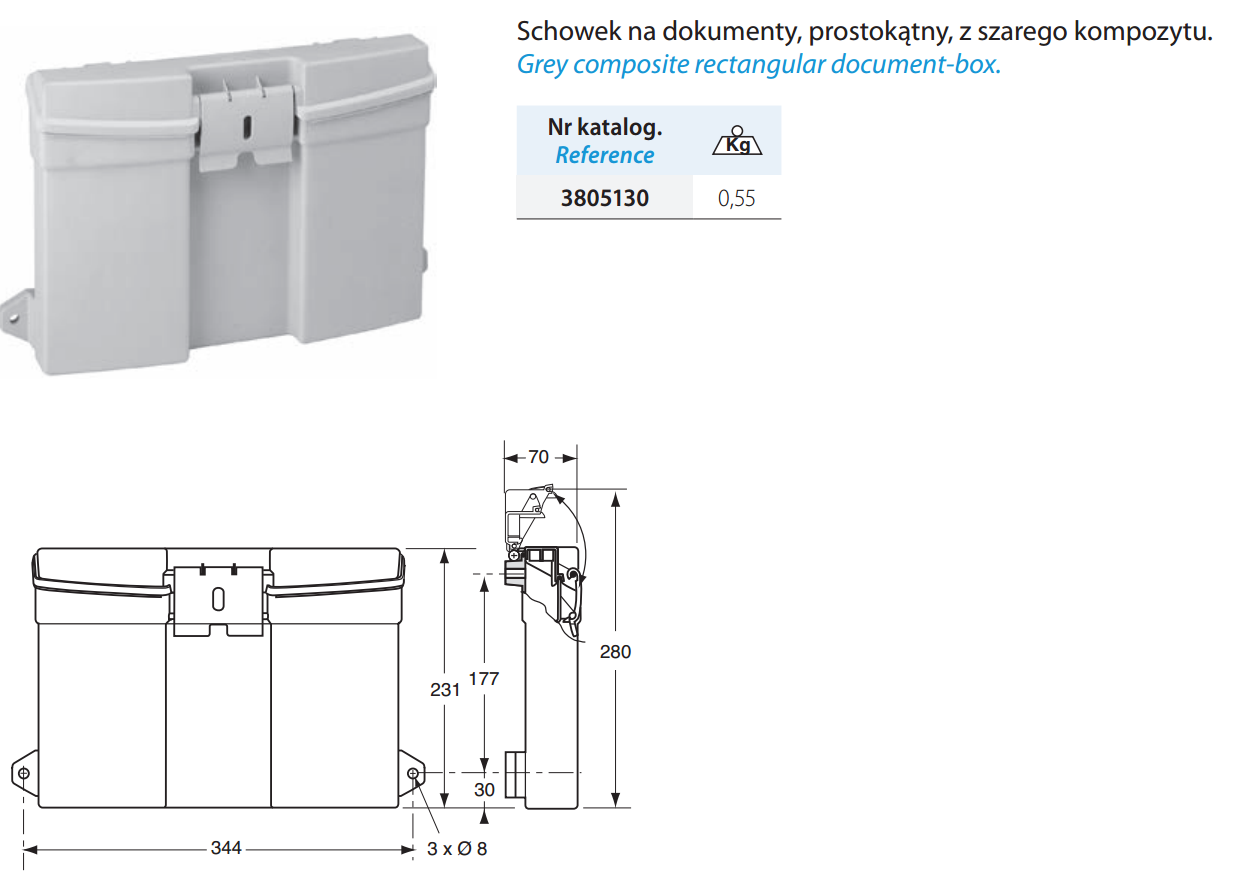 Schowek na dokumenty, prostokątny, z szarego kompozytu.
Grey composite rectangular document-box.
Nr katalog.
Reference
Kg
3805130
0,55
70
280
231
177
30
344
3 x Ø 8